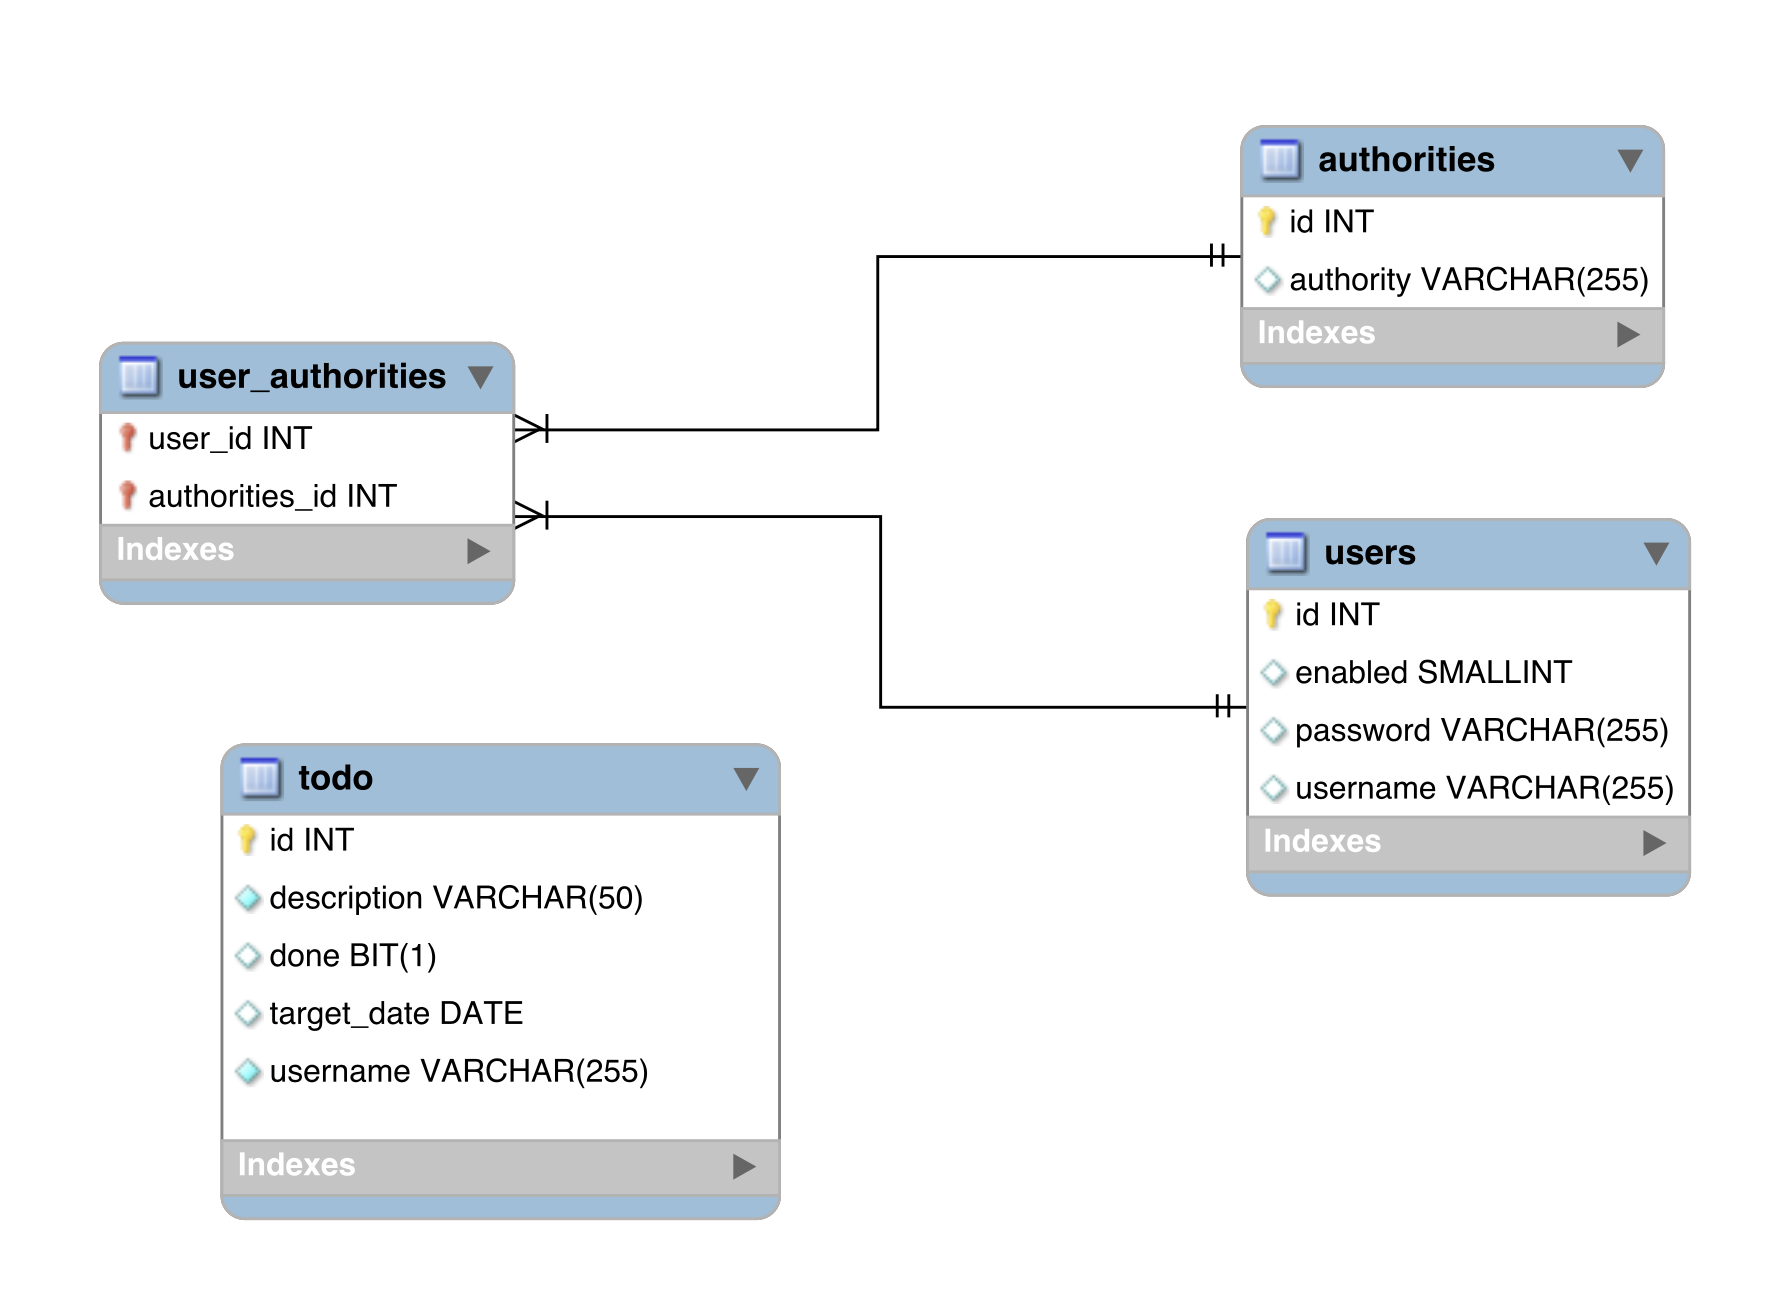 authorities
id INT
authority VARCHAR(255)
Indexes
user_authorities
user_id INT
authorities_id INT
Indexes
users
id INT
enabled SMALLINT
password VARCHAR(255)
username VARCHAR(255)
Indexes
todo
id INT
description VARCHAR(50)
done BIT(1)
target_date DATE
username VARCHAR(255)
Indexes